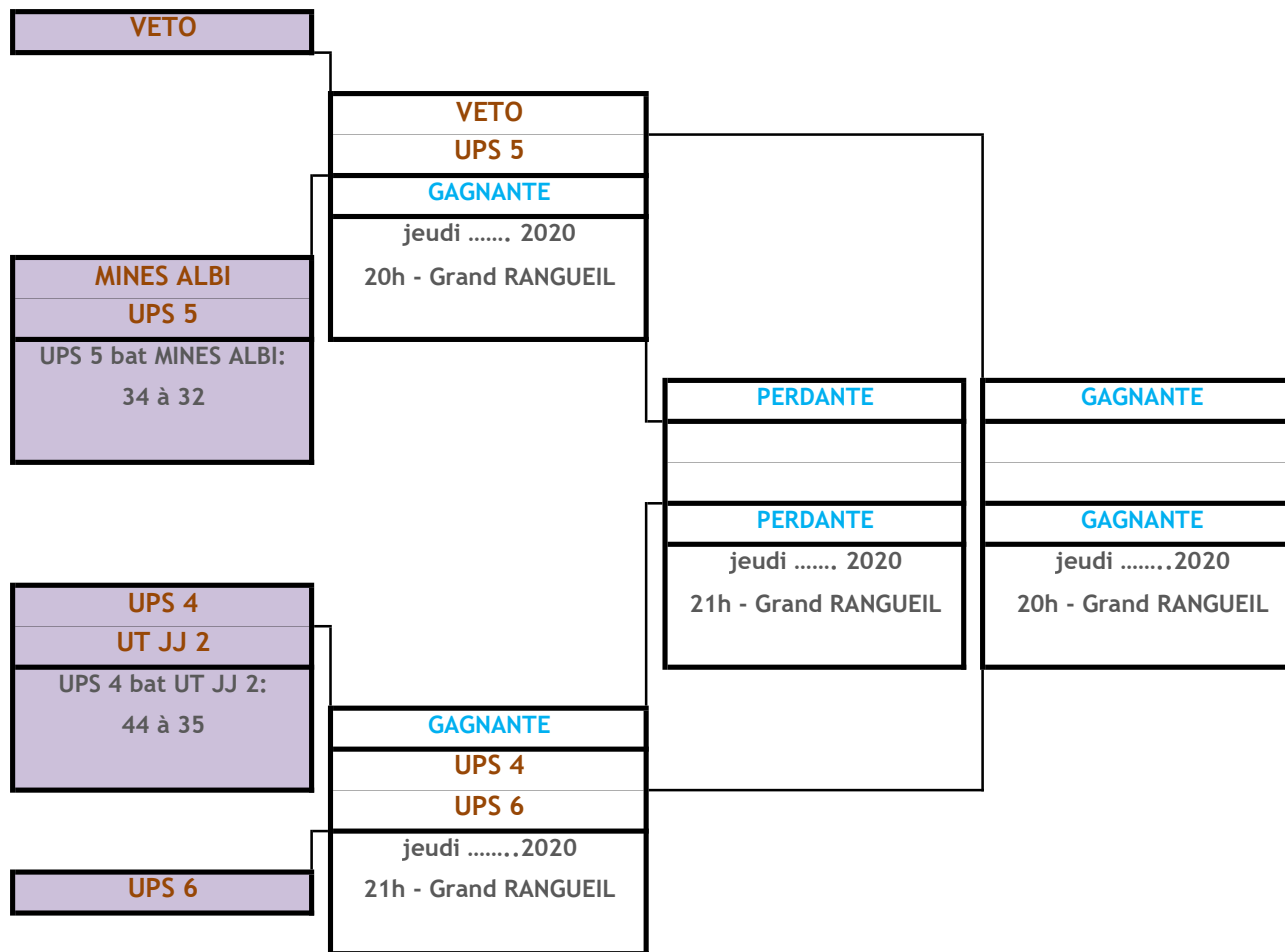 VETO
VETO
UPS 5
GAGNANTE
jeudi ……. 2020
20h - Grand RANGUEIL
MINES ALBI
UPS 5
UPS 5 bat MINES ALBI:
34 à 32
PERDANTE
PERDANTE
jeudi ……. 2020
21h - Grand RANGUEIL
GAGNANTE
GAGNANTE
jeudi ……..2020
20h - Grand RANGUEIL
UPS 4
UT JJ 2
UPS 4 bat UT JJ 2:
44 à 35
GAGNANTE
UPS 4
UPS 6
jeudi ……..2020
21h - Grand RANGUEIL
UPS 6